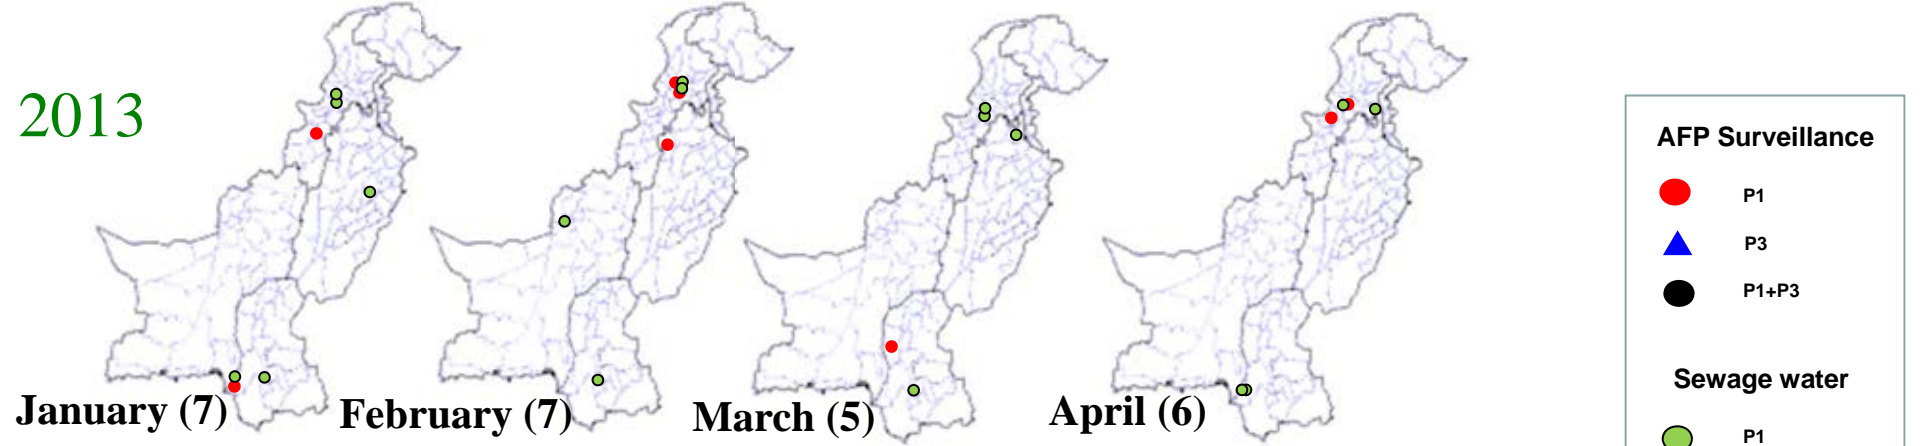 2013
January (7)
February (7)
March (5)
April (6)
AFP Surveillance
P1
P3
P1+P3
Sewage water
P1